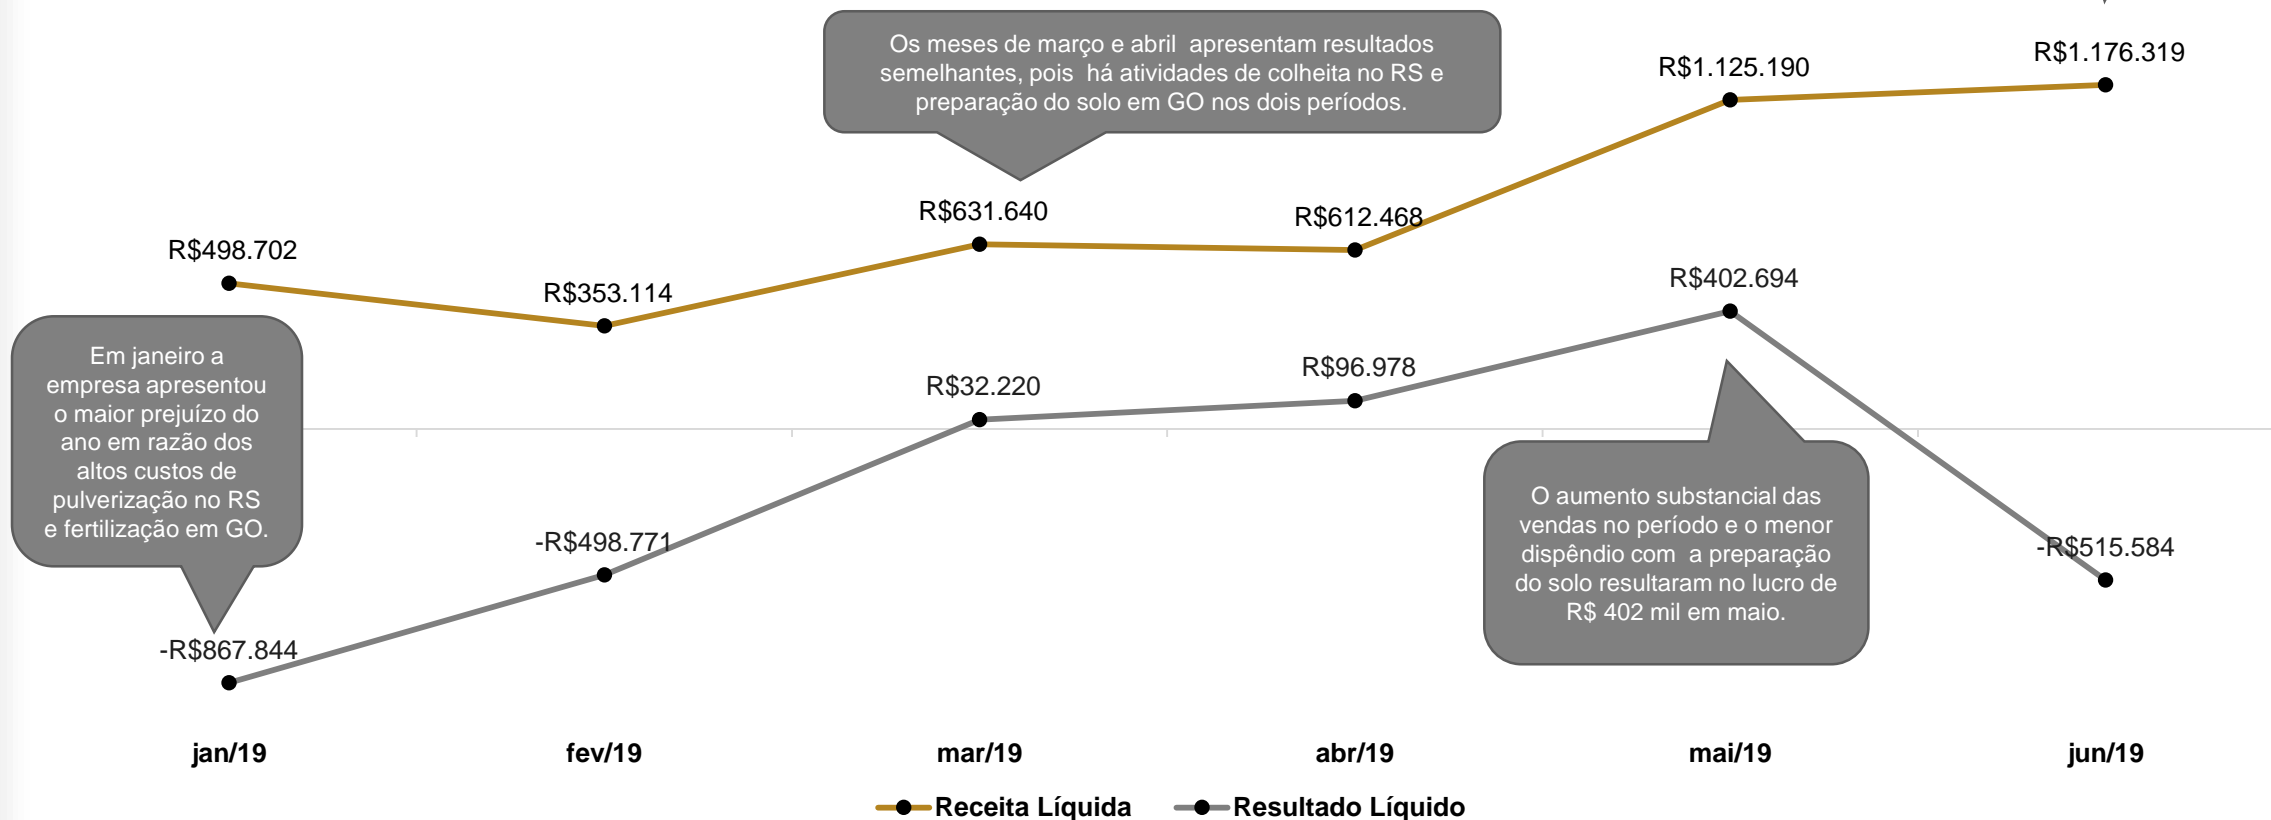 Os meses de março e abril apresentam resultados
semelhantes, pois há atividades de colheita no RS e
preparação do solo em GO nos dois períodos.
R$1.125.190
R$1.176.319
R$498.702
R$353.114
R$631.640
R$612.468
R$402.694
Em janeiro a
empresa apresentou
o maior prejuízo do
ano em razão dos
altos custos de
pulverização no RS
e fertilização em GO.
R$32.220
R$96.978
-R$498.771
-R$867.844
O aumento substancial das
vendas no período e o menor
dispêndio com a preparação
do solo resultaram no lucro de
R$ 402 mil em maio.
-R$515.584
jan/19
fev/19
mar/19
abr/19
mai/19
jun/19
Receita Líquida
Resultado Líquido